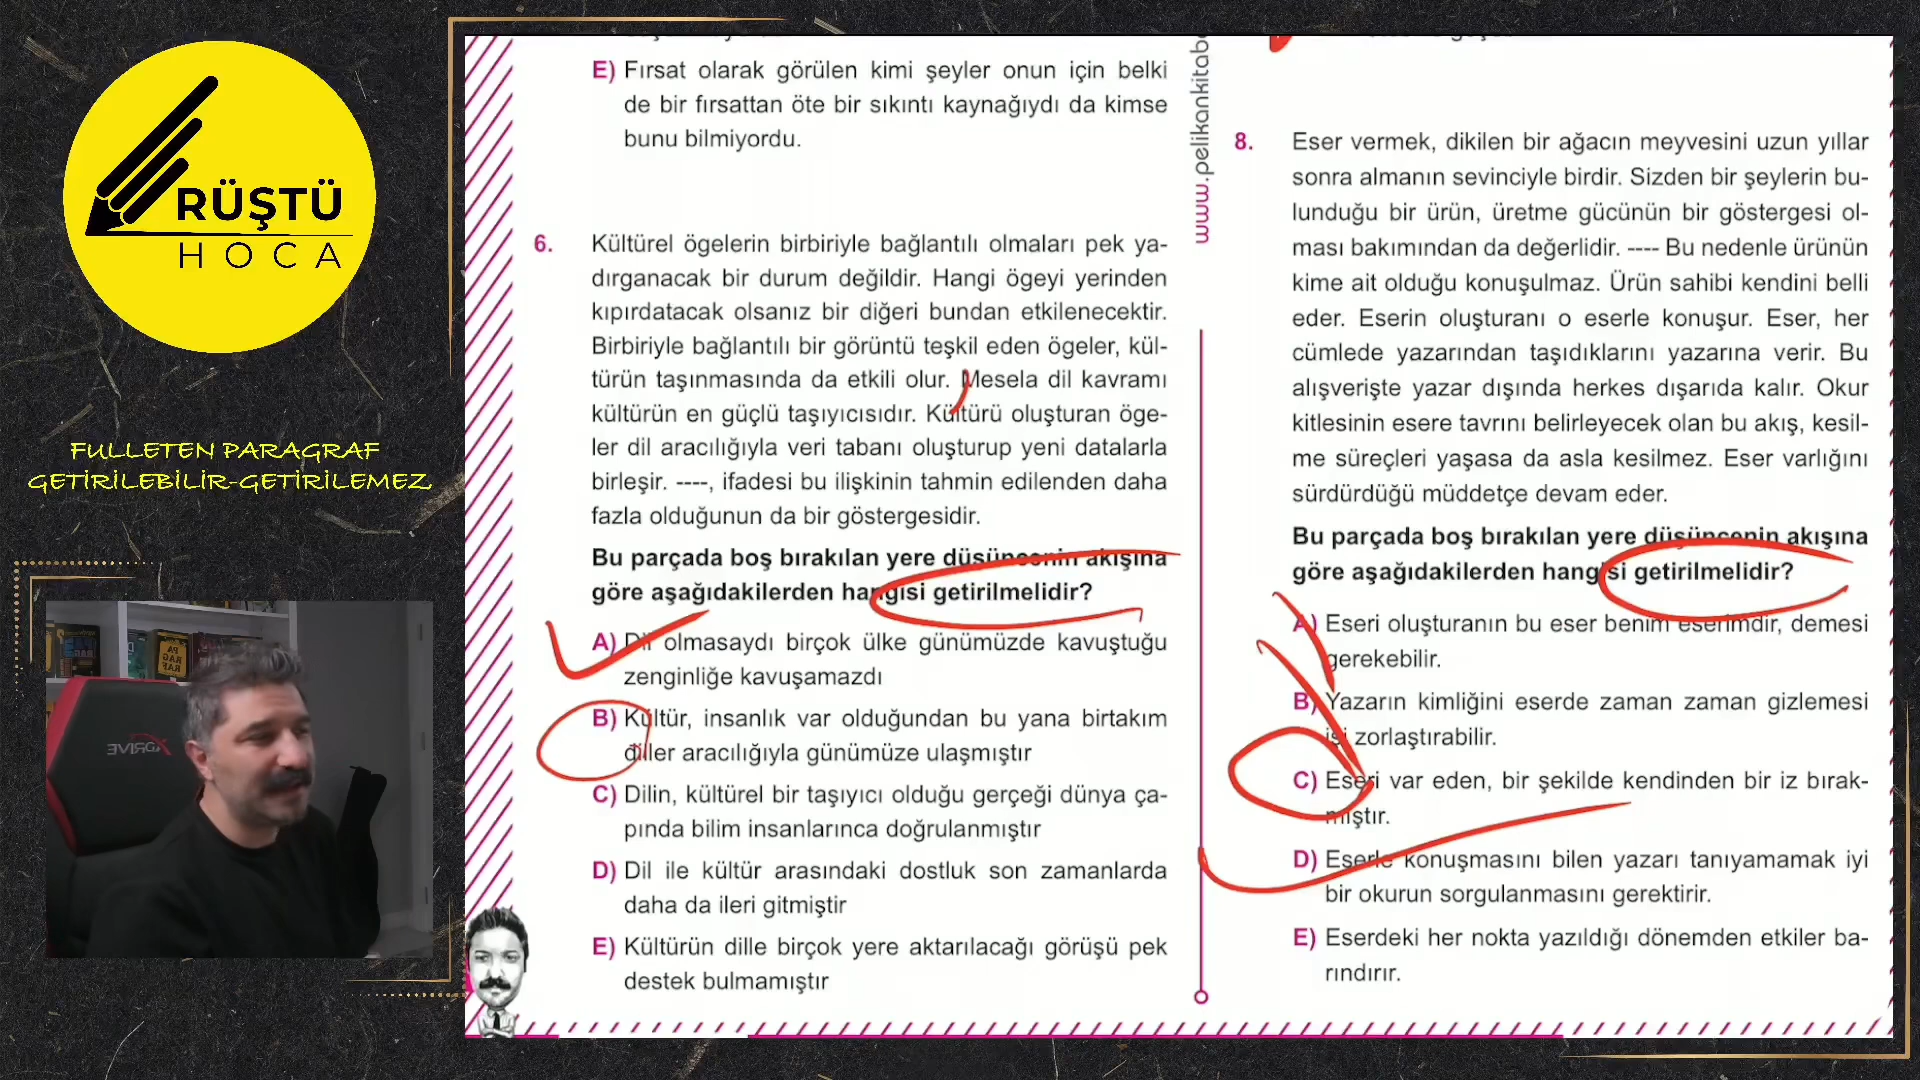 RÜŞTÜ
HOCA
FULLETEN PARAGRAF
GETİRİLEBİLİR-GETİRİLEMEZ
E) Fırsat olarak görülen kimi şeyler onun için belki
de bir fırsattan öte bir sıkıntı kaynağıydı da kimse
bunu bilmiyordu.
6. Kültürel ögelerin birbiriyle bağlantılı olmaları pek ya-
dırganacak bir durum değildir. Hangi ögeyi yerinden
kıpırdatacak olsanız bir diğeri bundan etkilenecektir.
Birbiriyle bağlantılı bir görüntü teşkil eden ögeler, kül-
türün taşınmasında da etkili olur. Mesela dil kavramı
kültürün en güçlü taşıyıcısıdır. Kültürü oluşturan öge-
ler dil aracılığıyla veri tabanı oluşturup yeni datalarla
birleşir. ----, ifadesi bu ilişkinin tahmin edilenden daha
fazla olduğunun da bir göstergesidir.
Bu parçada boş bırakılan yere düşüncenin akışına
göre aşağıdakilerden hangisi getirilmelidir?
A) Dil olmasaydı birçok ülke günümüzde kavuştuğu
zenginliğe kavuşamazdı
B) Kültür, insanlık var olduğundan bu yana birtakım
diller aracılığıyla günümüze ulaşmıştır
C) Dilin, kültürel bir taşıyıcı olduğu gerçeği dünya ça-
pında bilim insanlarınca doğrulanmıştır
D) Dil ile kültür arasındaki dostluk son zamanlarda
daha da ileri gitmiştir
E) Kültürün dille birçok yere aktarılacağı görüşü pek
destek bulmamıştır
www.pelikankitabe
8. Eser vermek, dikilen bir ağacın meyvesini uzun yıllar
sonra almanın sevinciyle birdir. Sizden bir şeylerin bu-
lunduğu bir ürün, üretme gücünün bir göstergesi ol-
ması bakımından da değerlidir. ---- Bu nedenle ürünün
kime ait olduğu konuşulmaz. Ürün sahibi kendini belli
eder. Eserin oluşturanı o eserle konuşur. Eser, her
cümlede yazarından taşıdıklarını yazarına verir. Bu
alışverişte yazar dışında herkes dışarıda kalır. Okur
kitlesinin esere tavrını belirleyecek olan bu akış, kesil-
me süreçleri yaşasa da asla kesilmez. Eser varlığını
sürdürdüğü müddetçe devam eder.
Bu parçada boş bırakılan yere düşüncenin akışına
göre aşağıdakilerden hangisi getirilmelidir?
A) Eseri oluşturanın bu eser benim eserimdir, demesi
gerekebilir.
B) Yazarın kimliğini eserde zaman zaman gizlemesi
işi zorlaştırabilir.
C) Eseri var eden, bir şekilde kendinden bir iz bırak-
mıştır.
D) Eserle konuşmasını bilen yazarı tanıyamamak iyi
bir okurun sorgulanmasını gerektirir.
E) Eserdeki her nokta yazıldığı dönemden etkiler ba-
rındırır.